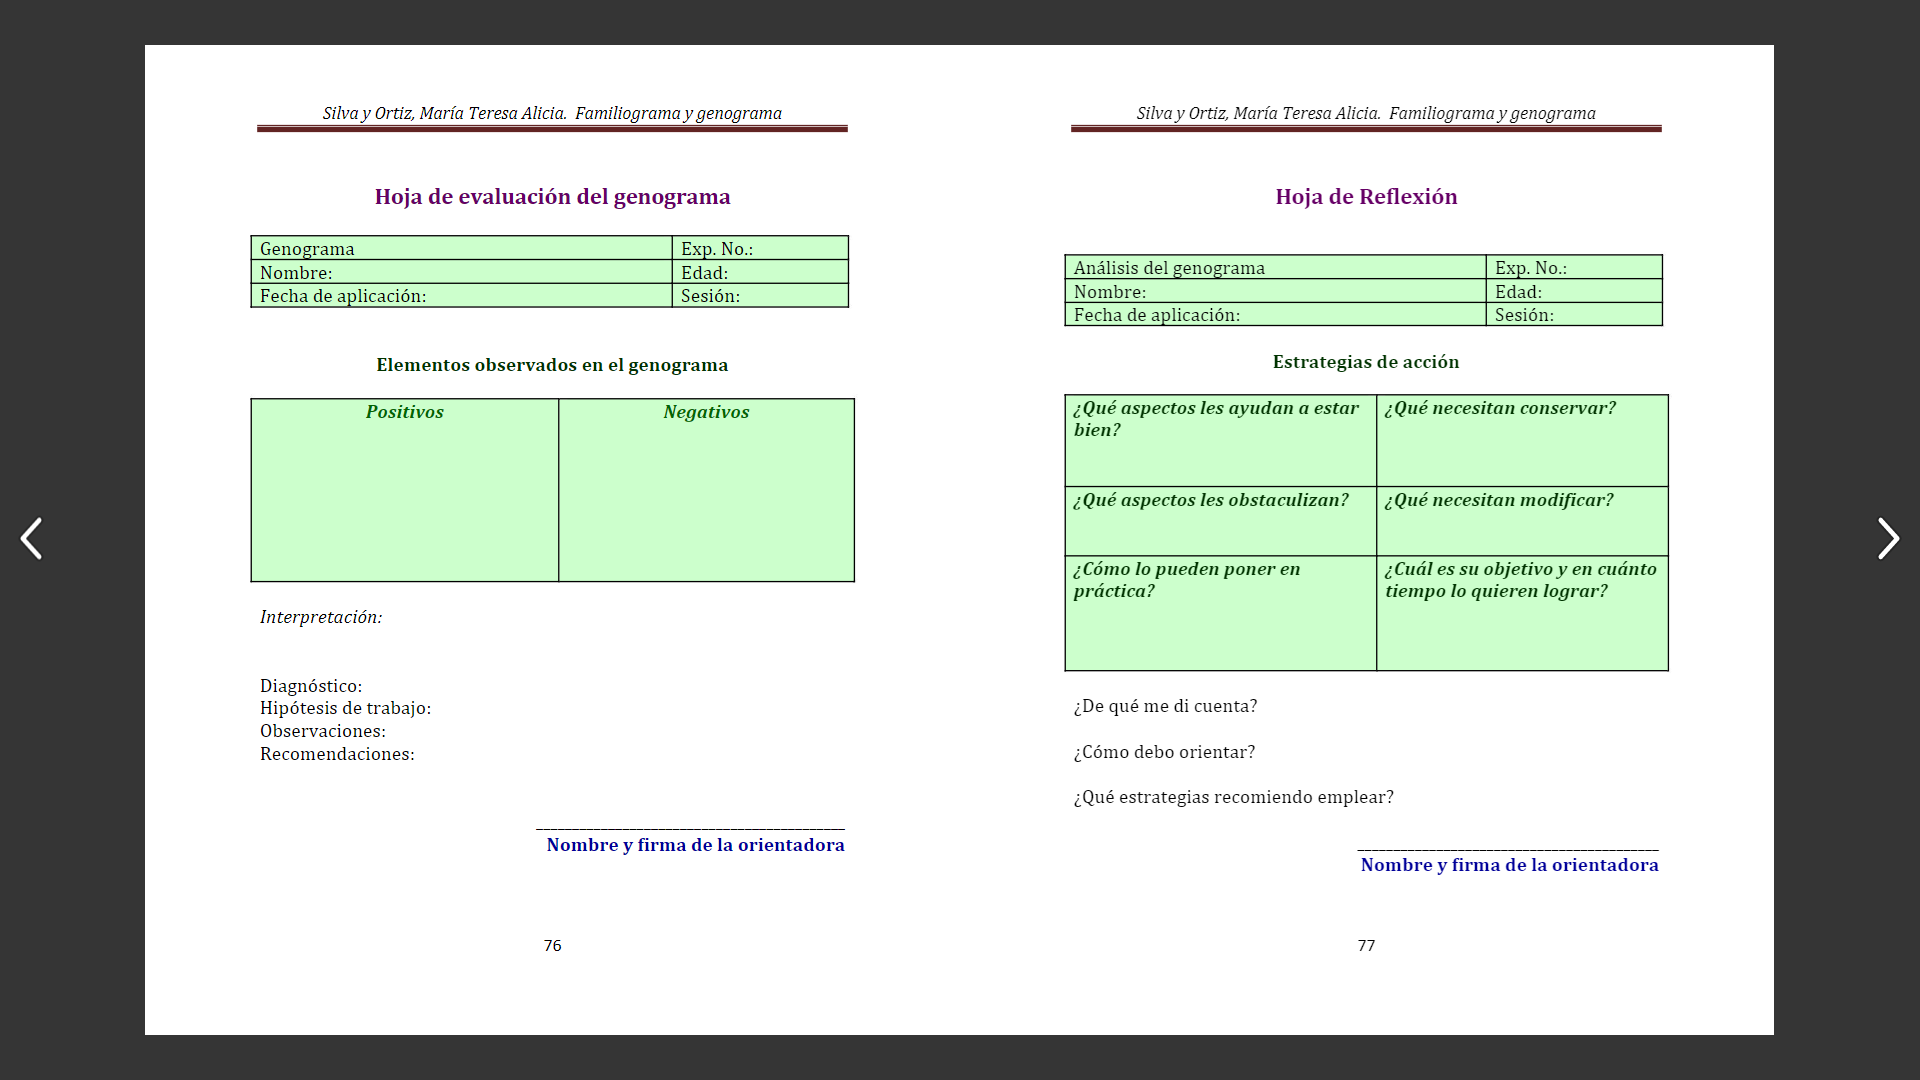 Silva y Ortiz, María Teresa Alicia.  Familiograma y genograma
Hoja de evaluación del genograma
Genograma Exp. No.:
Nombre: Edad:
Fecha de aplicación: Sesión:
Elementos observados en el genograma
Positivos Negativos
Interpretación:
Diagnóstico:
Hipótesis de trabajo:
Observaciones:
Recomendaciones:
Nombre y firma de la orientadora
76
Silva y Ortiz, María Teresa Alicia.  Familiograma y genograma
Hoja de Reflexión
Análisis del genograma Exp. No.:
Nombre: Edad:
Fecha de aplicación: Sesión:
Estrategias de acción
¿Qué aspectos les ayudan a estar
bien?
¿Qué necesitan conservar?
¿Qué aspectos les obstaculizan?
¿Qué necesitan modificar?
¿Cómo lo pueden poner en
práctica?
¿Cuál es su objetivo y en cuánto
tiempo lo quieren lograr?
¿De qué me di cuenta?
¿Cómo debo orientar?
¿Qué estrategias recomiendo emplear?
Nombre y firma de la orientadora
77